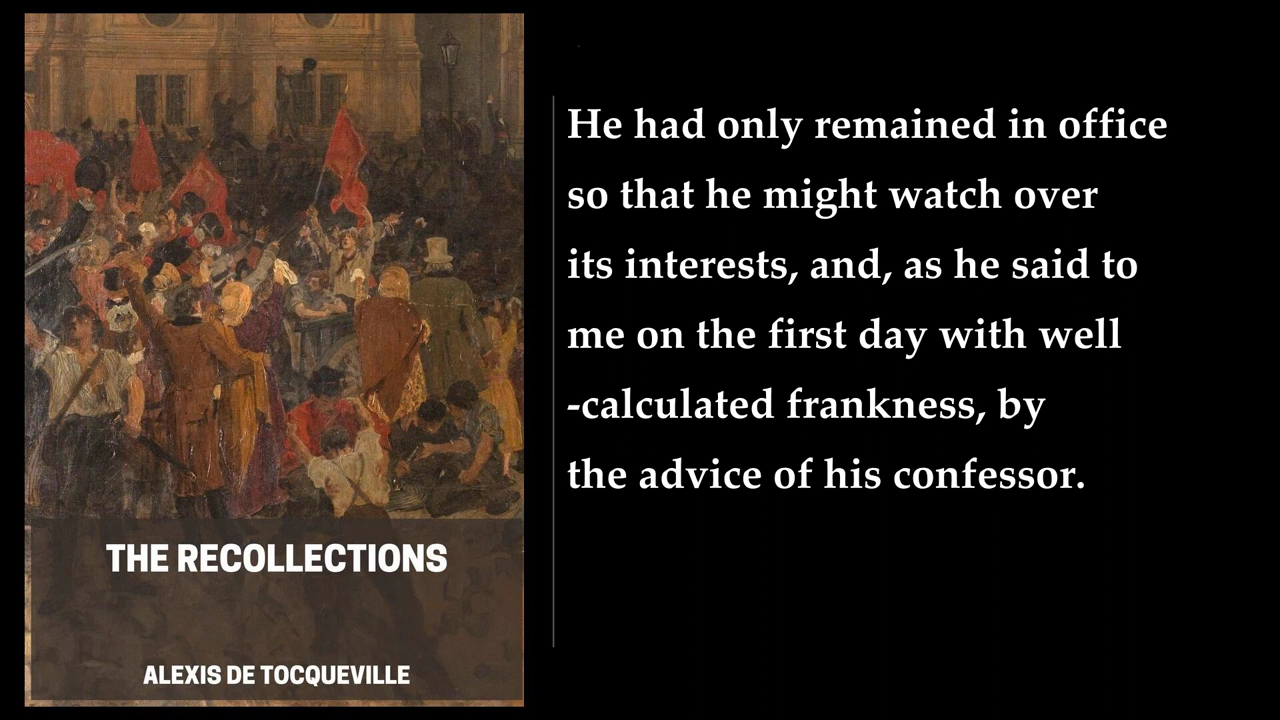 THE RECOLLECTIONS
ALEXIS DE TOCQUEVILLE
He had only remained in office
so that he might watch over
its interests, and, as he said to
me on the first day with well
-calculated frankness, by
the advice of his confessor.